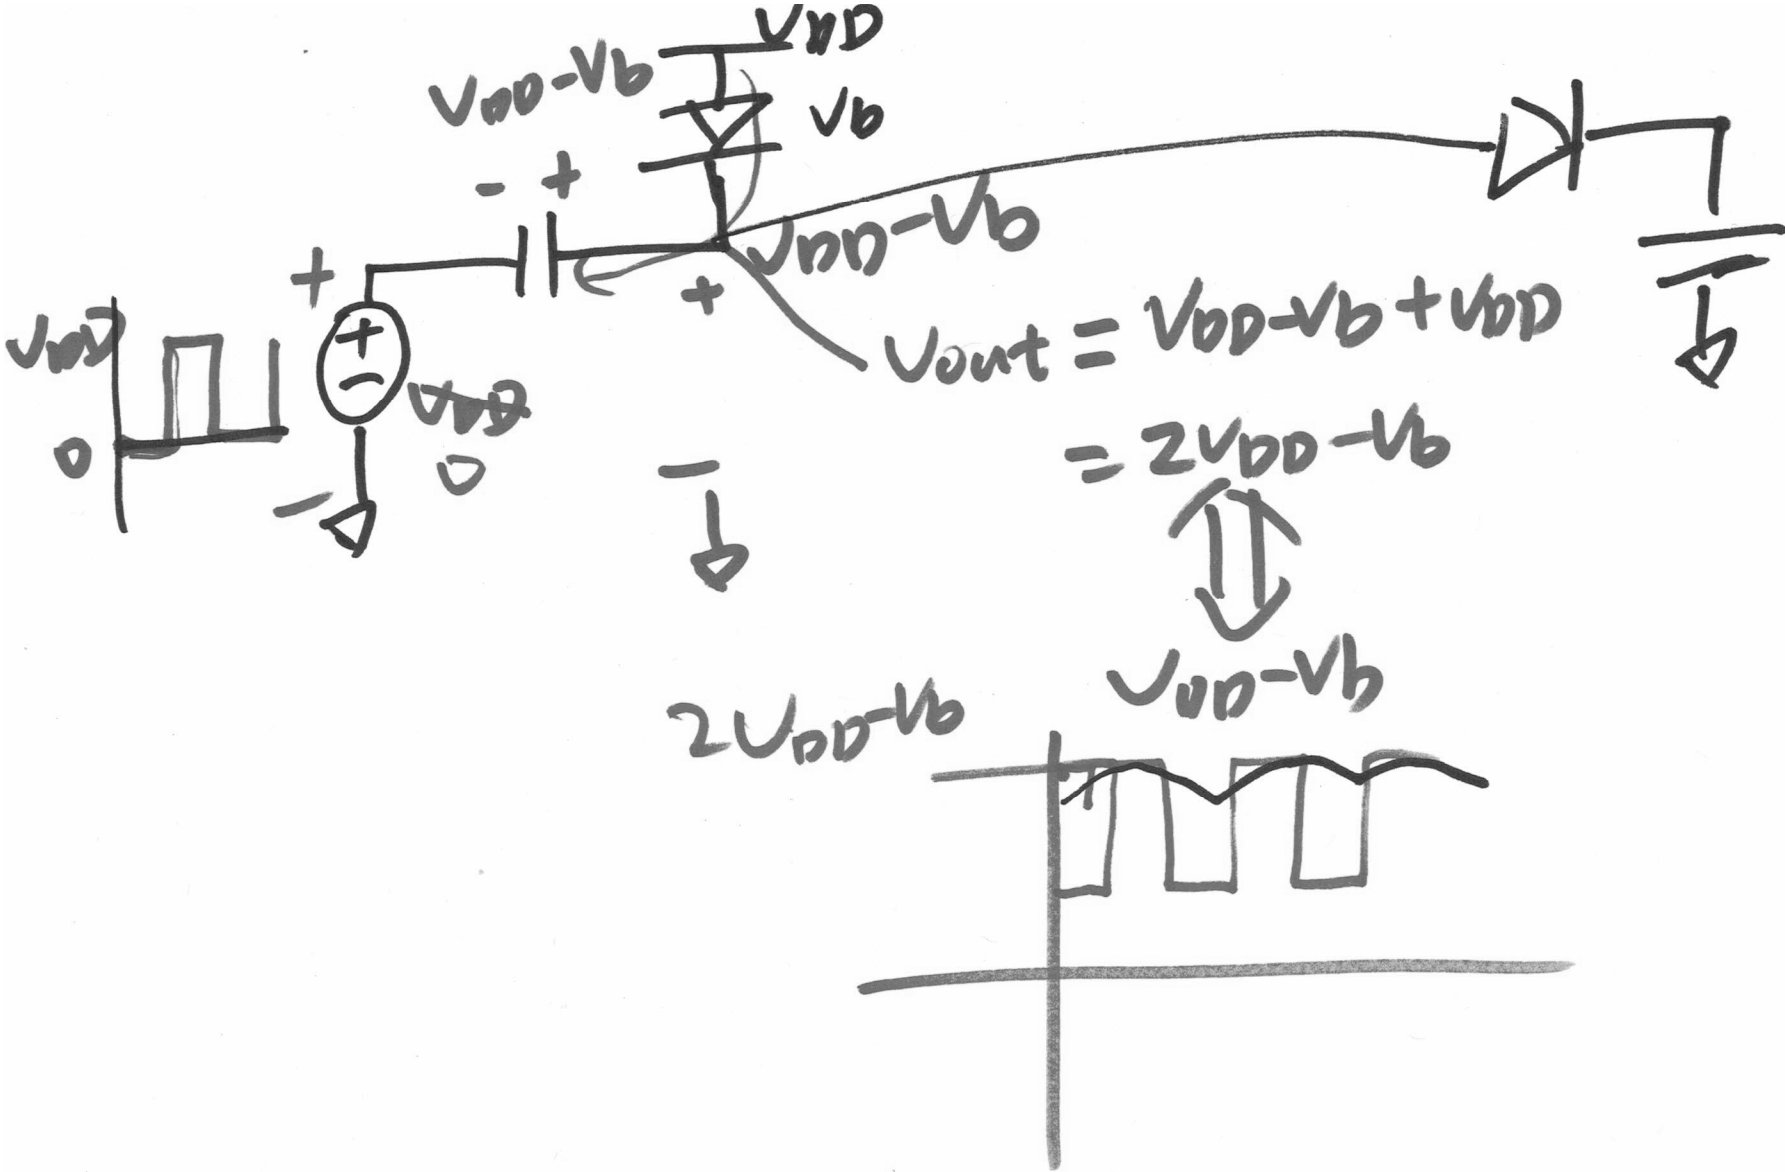 VDD
VDD-Vb
Vb
- +
VDD-Vb
+
+
Vout = VDD-Vb+VDD
VDD
+
-
VDD
0
0
-
-
= 2VDD-Vb
VDD-Vb
2VDD-Vb